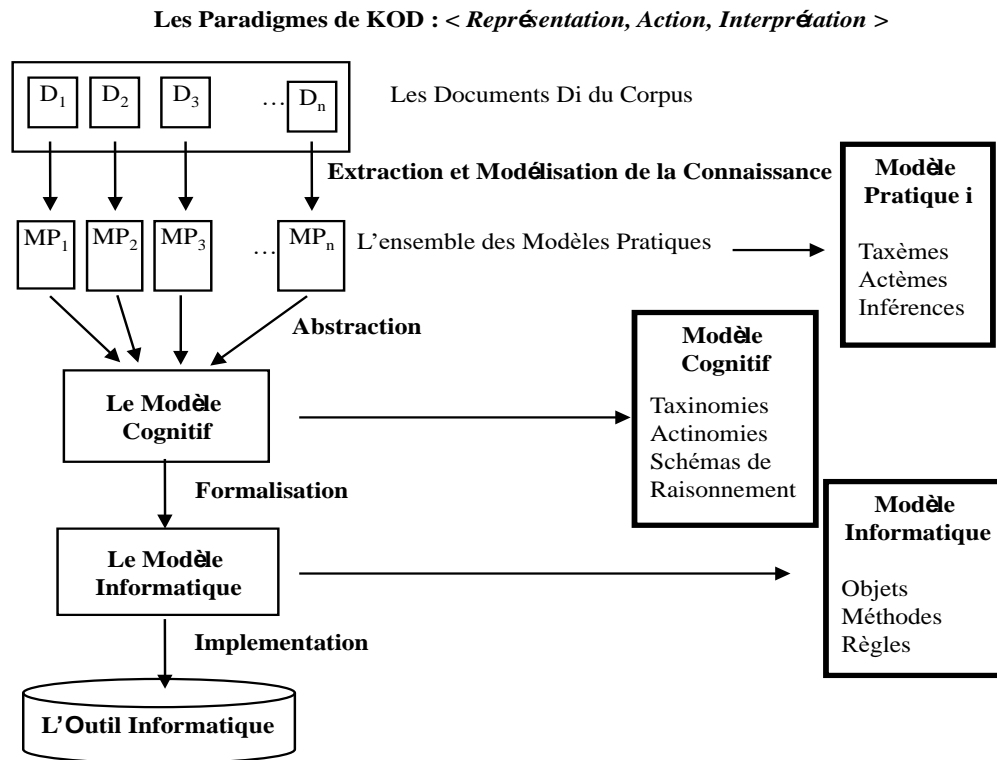 Les Paradigmes de KOD : < Représentation, Action, Interprétation >
D1 D2 D3 … Dn
Les Documents Di du Corpus
Extraction et Modélisation de la Connaissance
MP1 MP2 MP3 … MPn
L'ensemble des Modèles Pratiques
Modèle
Pratique i
Taxèmes
Actèmes
Inférences
Abstraction
Le Modèle
Cognitif
Modèle
Cognitif
Taxinomies
Actinomies
Schémas de
Raisonnement
Formalisation
Le Modèle
Informatique
Modèle
Informatique
Objets
Méthodes
Règles
Implementation
L'Outil Informatique